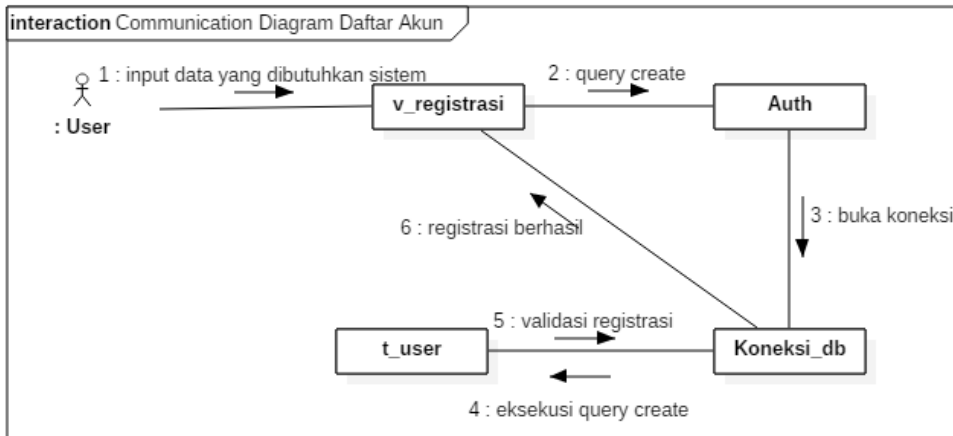 interaction Communication Diagram Daftar Akun
1 : input data yang dibutuhkan sistem
2 : query create
: User
v_registrasi
Auth
3 : buka koneksi
6 : registrasi berhasil
5 : validasi registrasi
t_user
Koneksi_db
4 : eksekusi query create